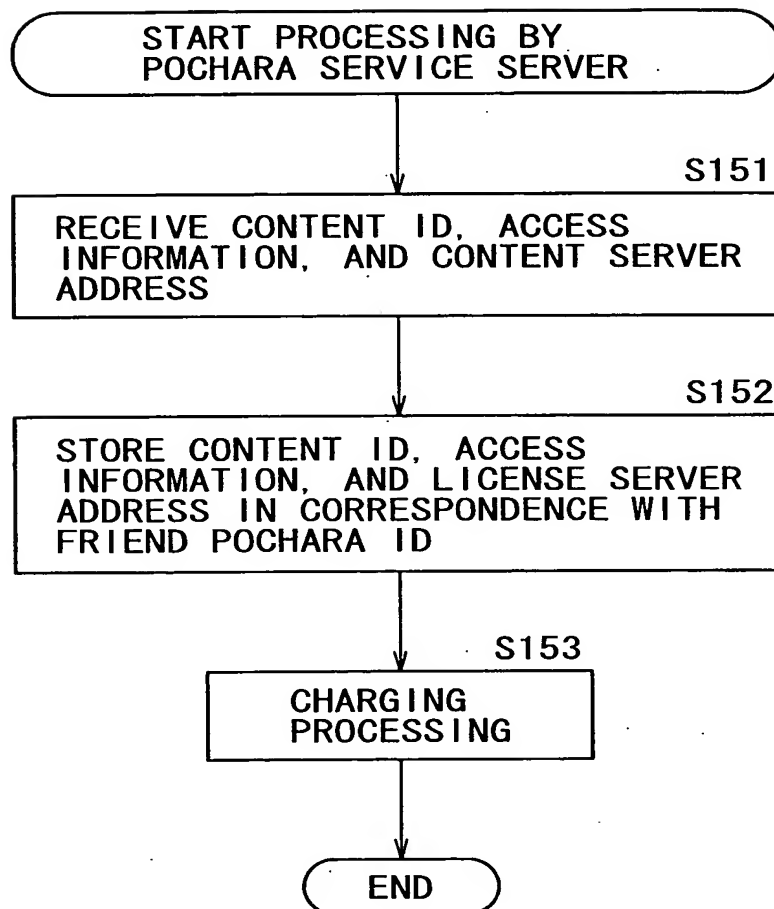 START PROCESSING BY
POCHARA SERVICE SERVER
S151
RECEIVE CONTENT ID, ACCESS
INFORMATION, AND CONTENT SERVER
ADDRESS
S152
STORE CONTENT ID, ACCESS
INFORMATION, AND LICENSE SERVER
ADDRESS IN CORRESPONDENCE WITH
FRIEND POCHARA ID
S153
CHARGING
PROCESSING
END